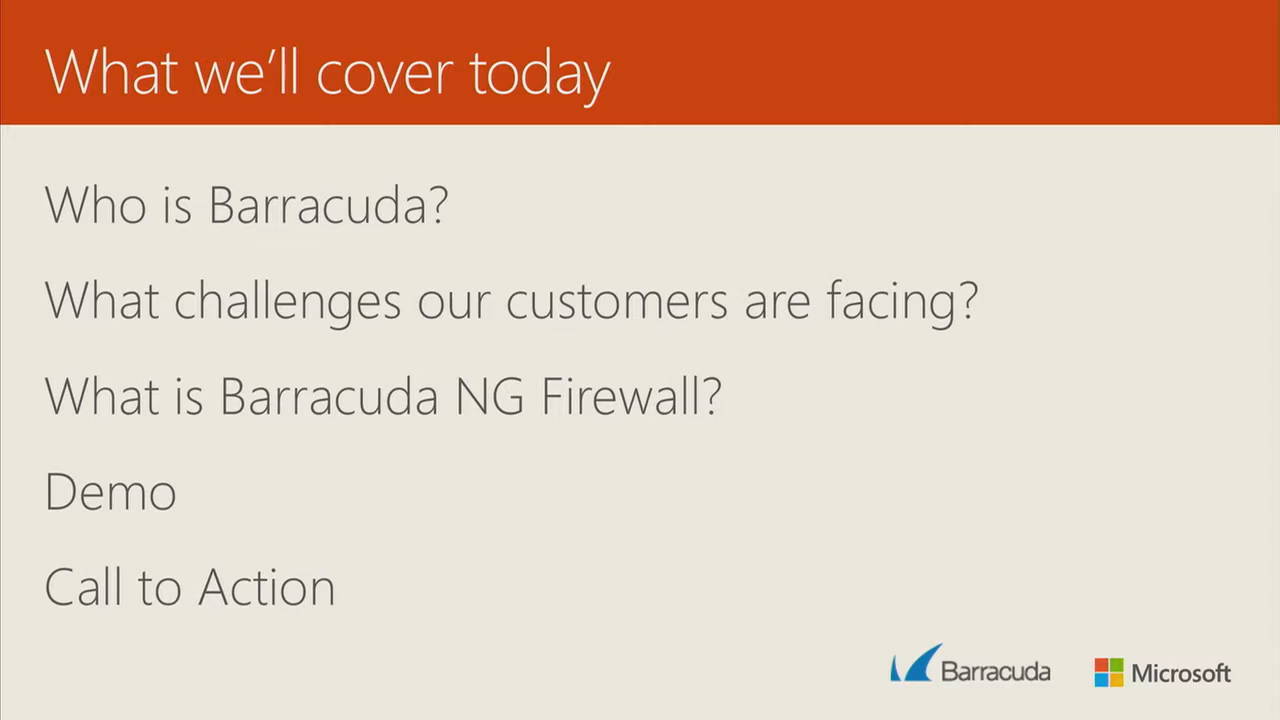 What we’ll cover today
Who is Barracuda?
What challenges our customers are facing?
What is Barracuda NG Firewall?
Demo
Call to Action
Barracuda
Microsoft